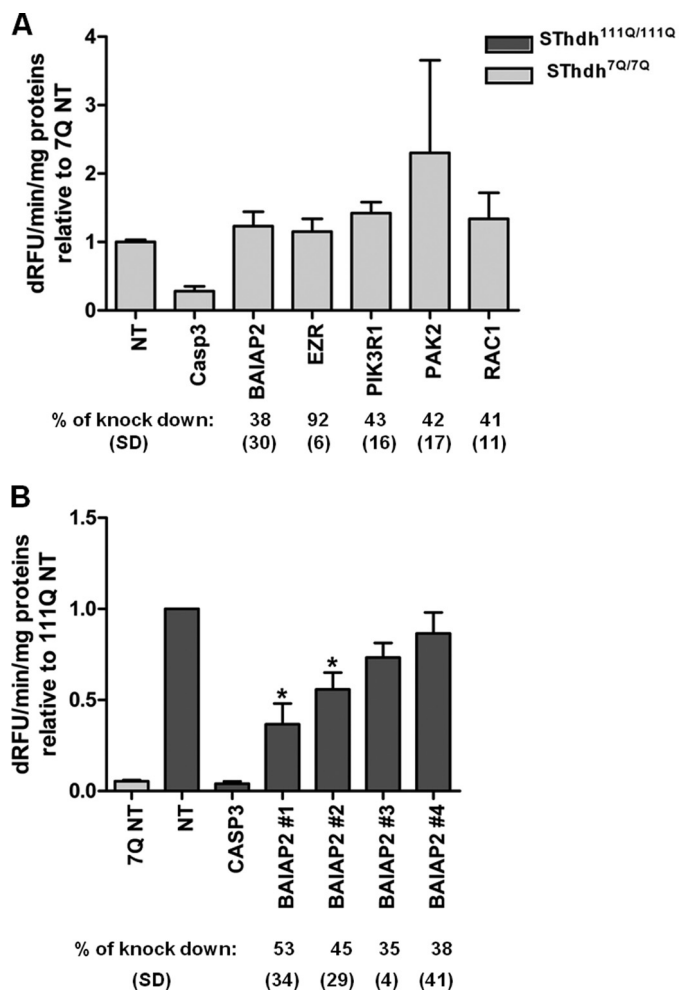 A
SThdh111Q/111Q
SThdh7Q/7Q
dRFU/min/mg proteins
relative to 7Q NT
4
3
2
1
0
NT
Casp3
BAIAP2
EZR
PIK3R1
PAK2
RAC1
% of knock down: 38 92 43 42 41
(SD) (30) (6) (16) (17) (11)
B
dRFU/min/mg proteins
relative to 111Q NT
1.5
1.0
0.5
0.0
7Q NT
NT
CASP3
BAIAP2 #1
BAIAP2 #2
BAIAP2 #3
BAIAP2 #4
* *
% of knock down: 53 45 35 38
(SD) (34) (29) (4) (41)